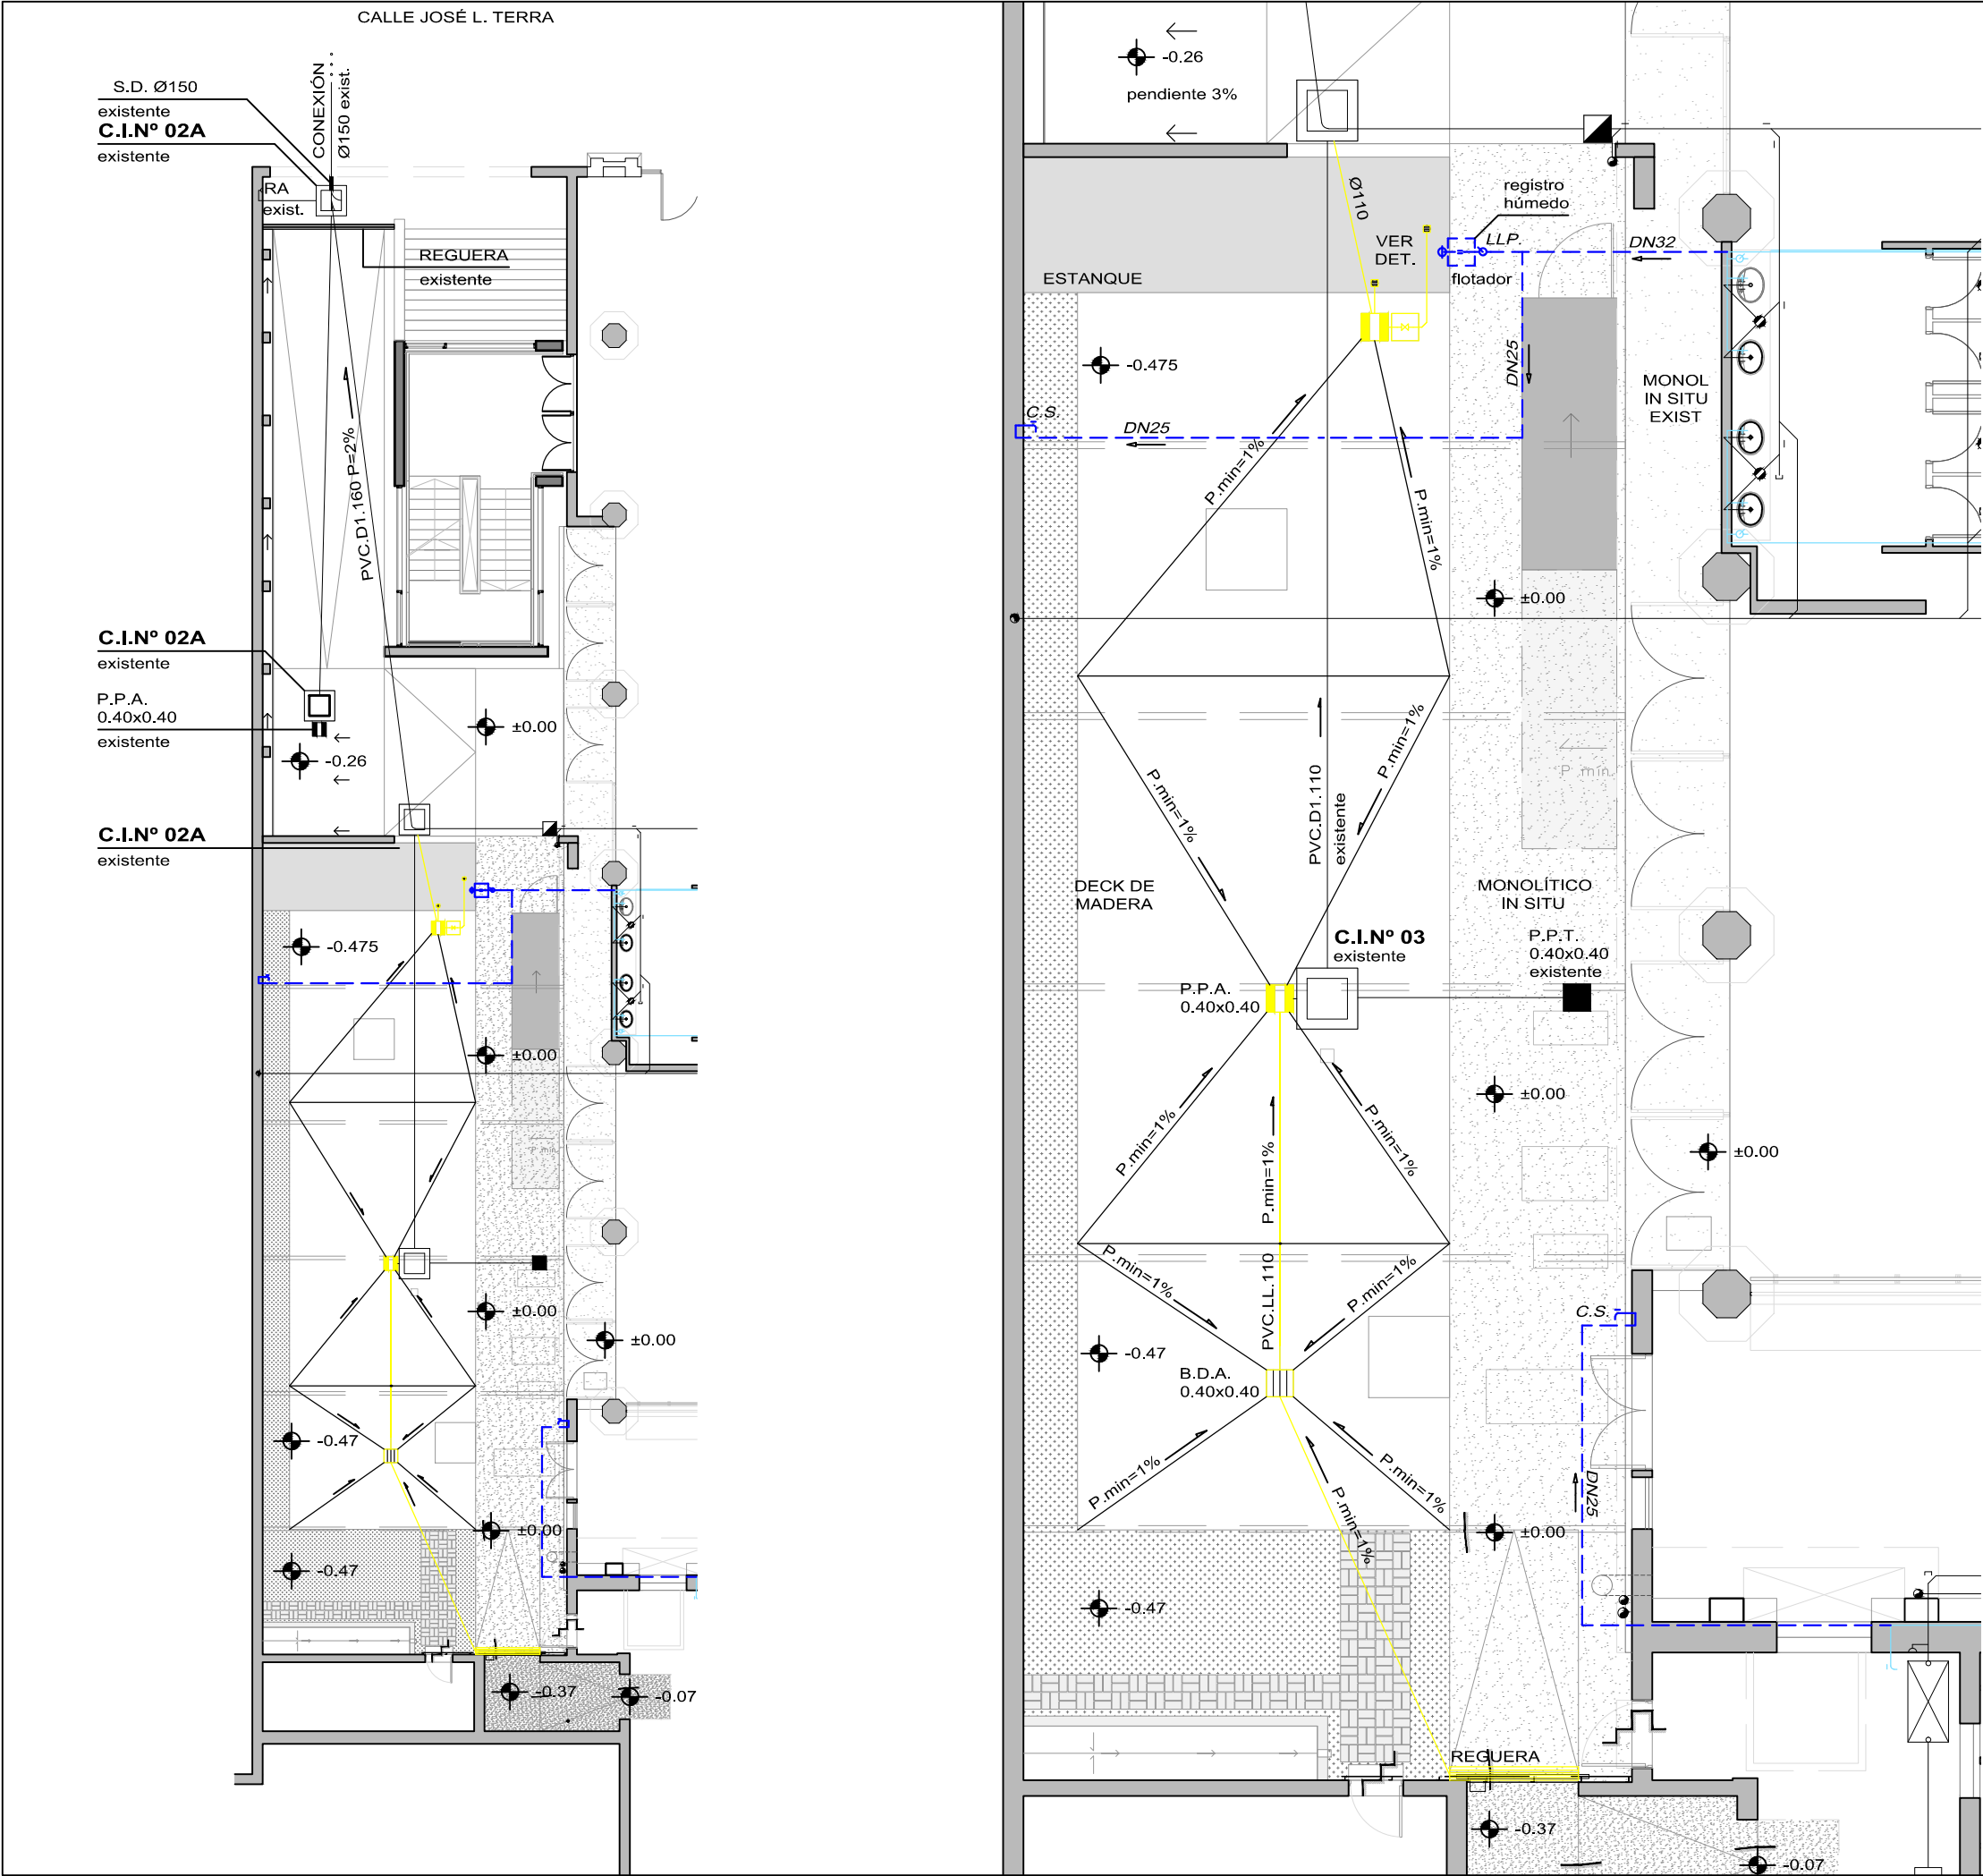 CALLE JOSÉ L. TERRA
S.D. Ø150
existente
C.I.Nº 02A
existente
CONEXIÓN
Ø150 exist.
RA
exist.
REGUERA
existente
PVC.D1.160 P=2%
C.I.Nº 02A
existente
P.P.A.
0.40x0.40
existente
±0.00
-0.26
C.I.Nº 02A
existente
-0.475
±0.00
P min.
±0.00
±0.00
-0.47
±0.00
-0.47
-0.37
-0.07
-0.26
pendiente 3%
Ø110
registro
húmedo
VER
DET.
LLP.
DN32
ESTANQUE
flotador
-0.475
DN25
MONOL
IN SITU
EXIST
C.S.
DN25
P.min=1%
P.min=1%
±0.00
P.min=1%
P.min=1%
P min.
PVC.D1.110
existente
DECK DE
MADERA
MONOLÍTICO
IN SITU
C.I.Nº 03
existente
P.P.T.
0.40x0.40
existente
P.P.A.
0.40x0.40
±0.00
P.min=1%
P.min=1%
P.min=1%
±0.00
P.min=1%
P.min=1%
PVC.LL.110
C.S.
-0.47
B.D.A.
0.40x0.40
P.min=1%
P.min=1%
P.min=1%
DN25
±0.00
-0.47
REGUERA
-0.37
-0.07